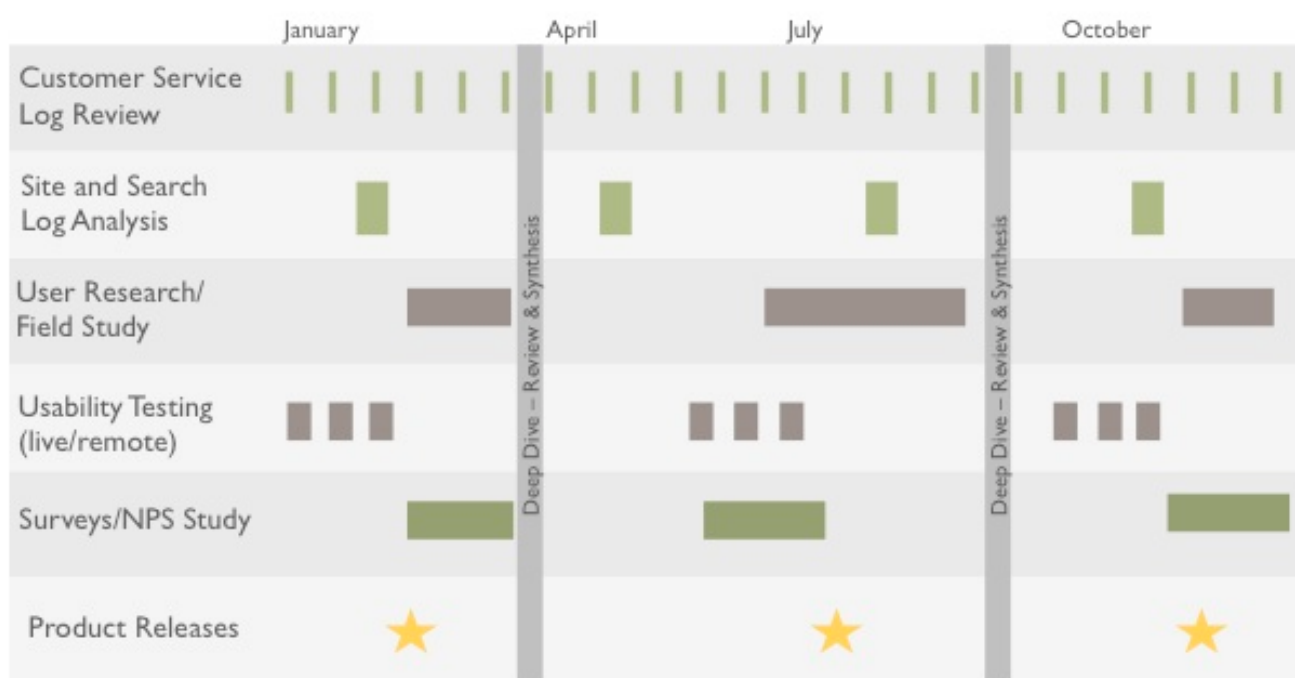 January
April
July
October
Customer Service
Log Review
Site and Search
Log Analysis
User Research/
Field Study
Usability Testing
(live/remote)
Surveys/NPS Study
Product Releases
Deep Dive – Review & Synthesis
Deep Dive – Review & Synthesis